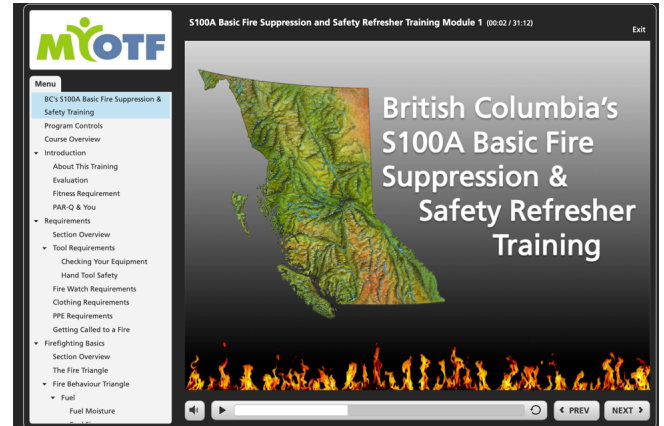 S100A Basic Fire Suppression and Safety Refresher Training Module 1 (00:02 / 31:12)
Exit
MYOTF
Menu
BC's S100A Basic Fire Suppression &
Safety Training
Program Controls
Course Overview
Introduction
About This Training
Evaluation
Fitness Requirement
PAR-Q & You
Requirements
Section Overview
Tool Requirements
Checking Your Equipment
Hand Tool Safety
Fire Watch Requirements
Clothing Requirements
PPE Requirements
Getting Called to a Fire
Firefighting Basics
Section Overview
The Fire Triangle
Fire Behaviour Triangle
Fuel
Fuel Moisture
British Columbia's
S100A Basic Fire
Suppression &
Safety Refresher
Training
PREV
NEXT